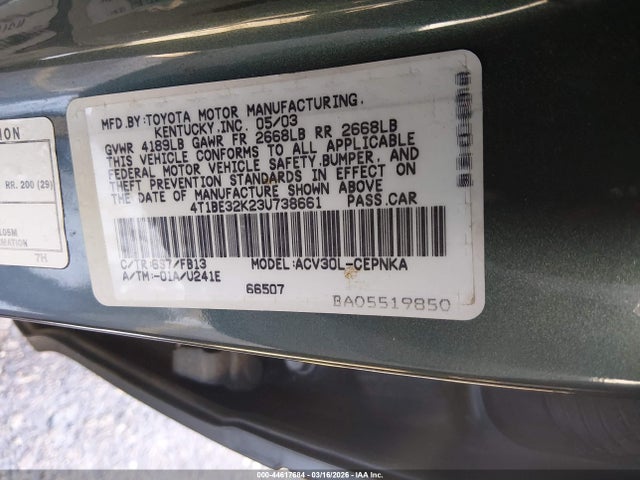 MFD.BY:TOYOTA MOTOR MANUFACTURING,
KENTUCKY,INC. 05/03
GVWR 4189LB GAWR FR 2668LB RR 2668LB
THIS VEHICLE CONFORMS TO ALL APPLICABLE
FEDERAL MOTOR VEHICLE SAFETY,BUMPER, AND
THEFT PREVENTION STANDARDS IN EFFECT ON
THE DATE OF MANUFACTURE SHOWN ABOVE
4T1BE32K23U738661 PASS.CAR
C/TR:6S7/FB13 MODEL:ACV30L-CEPNKA
A/TM:-01A/U241E
66507
BA05519850
ION
RR. 200 (29)
105M
FORMATION
7H
000-44617684 - 03/16/2026 - IAA Inc.